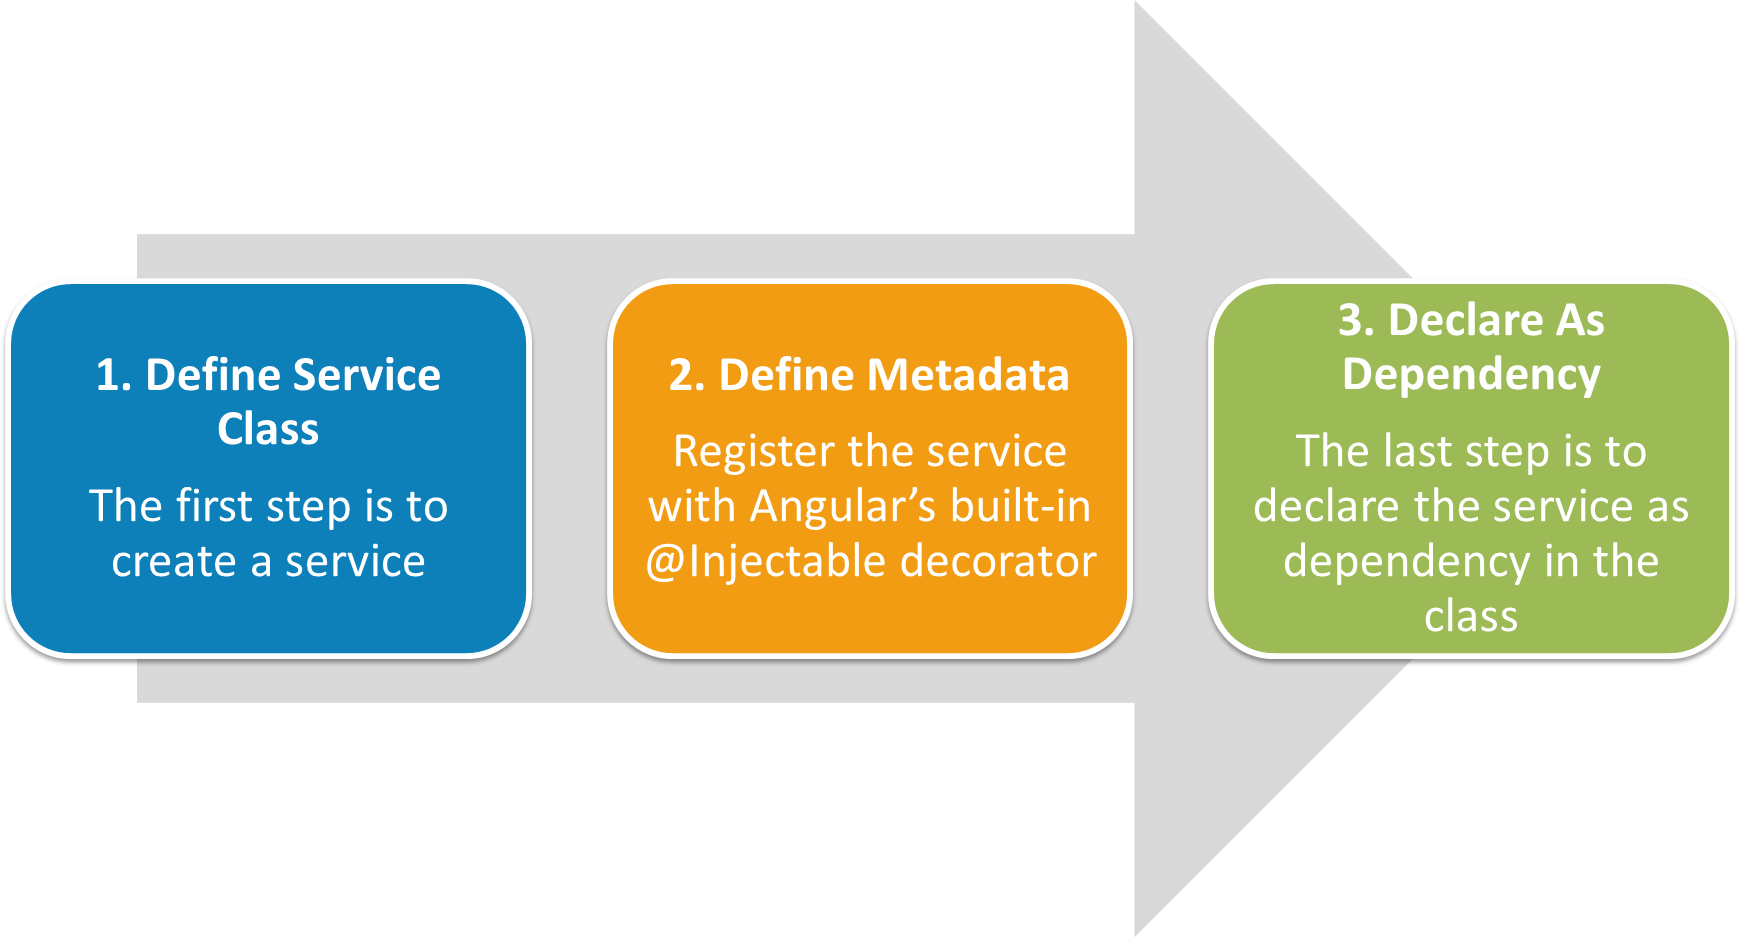 1. Define Service
Class
The first step is to
create a service
2. Define Metadata
Register the service
with Angular’s built-in
@Injectable decorator
3. Declare As
Dependency
The last step is to
declare the service as
dependency in the
class